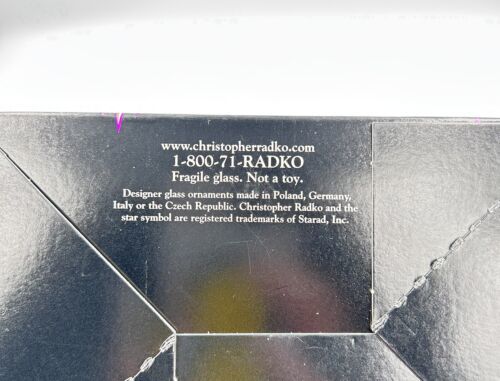 www.christopherradko.com
1-800-71-RADKO
Fragile glass. Not a toy.
Designer glass ornaments made in Poland, Germany,
Italy or the Czech Republic. Christopher Radko and the
star symbol are registered trademarks of Starad, Inc.